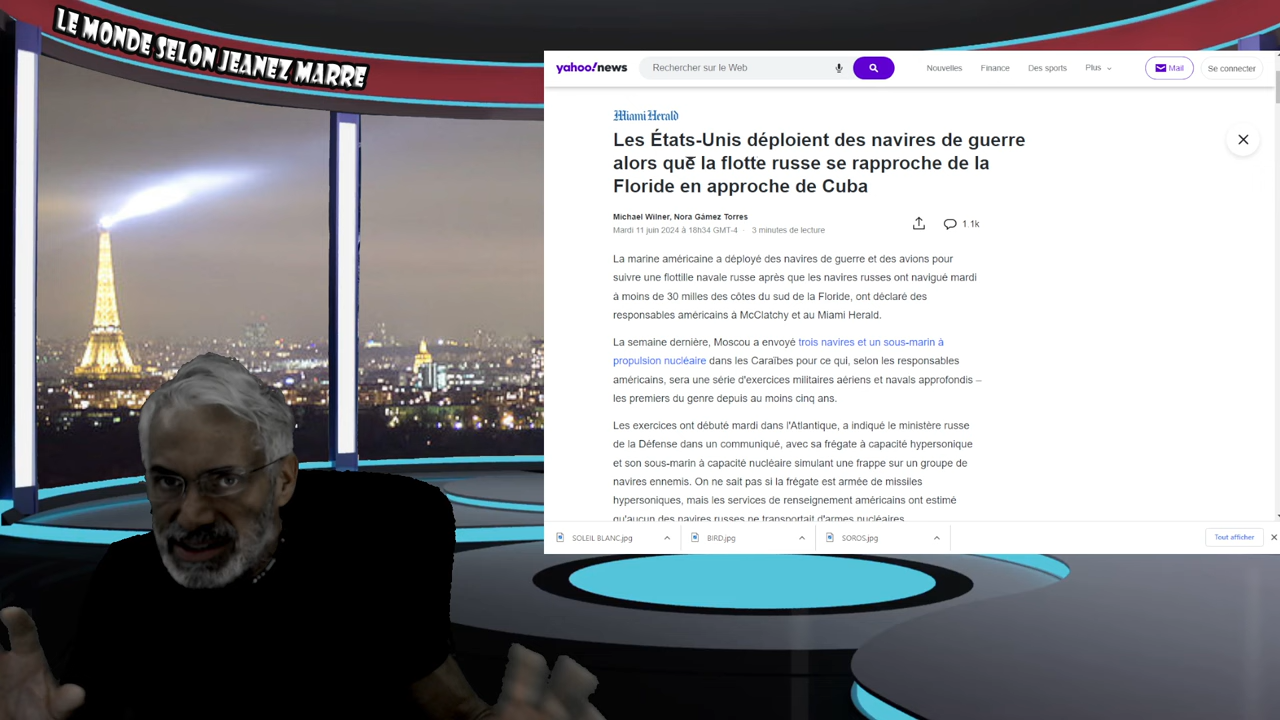 LE MONDE SELON JEANEZ MARRE
yahoo!news
Rechercher sur le Web
Nouvelles
Finance
Des sports
Plus
Mail
Se connecter
Miami Herald
Les États-Unis déploient des navires de guerre
alors que la flotte russe se rapproche de la
Floride en approche de Cuba
Michael Wilner, Nora Gámez Torres
Mardi 11 juin 2024 à 18h34 GMT-4 · 3 minutes de lecture
1.1k
La marine américaine a déployé des navires de guerre et des avions pour
suivre une flottille navale russe après que les navires russes ont navigué mardi
à moins de 30 milles des côtes du sud de la Floride, ont déclaré des
responsables américains à McClatchy et au Miami Herald.
La semaine dernière, Moscou a envoyé trois navires et un sous-marin à
propulsion nucléaire dans les Caraïbes pour ce qui, selon les responsables
américains, sera une série d'exercices militaires aériens et navals approfondis –
les premiers du genre depuis au moins cinq ans.
Les exercices ont débuté mardi dans l'Atlantique, a indiqué le ministère russe
de la Défense dans un communiqué, avec sa frégate à capacité hypersonique
et son sous-marin à capacité nucléaire simulant une frappe sur un groupe de
navires ennemis. On ne sait pas si la frégate est armée de missiles
hypersoniques, mais les services de renseignement américains ont estimé
qu'aucun des navires russes ne transportait d'armes nucléaires.
SOLEIL BLANC.jpg
BIRD.jpg
SOROS.jpg
Tout afficher